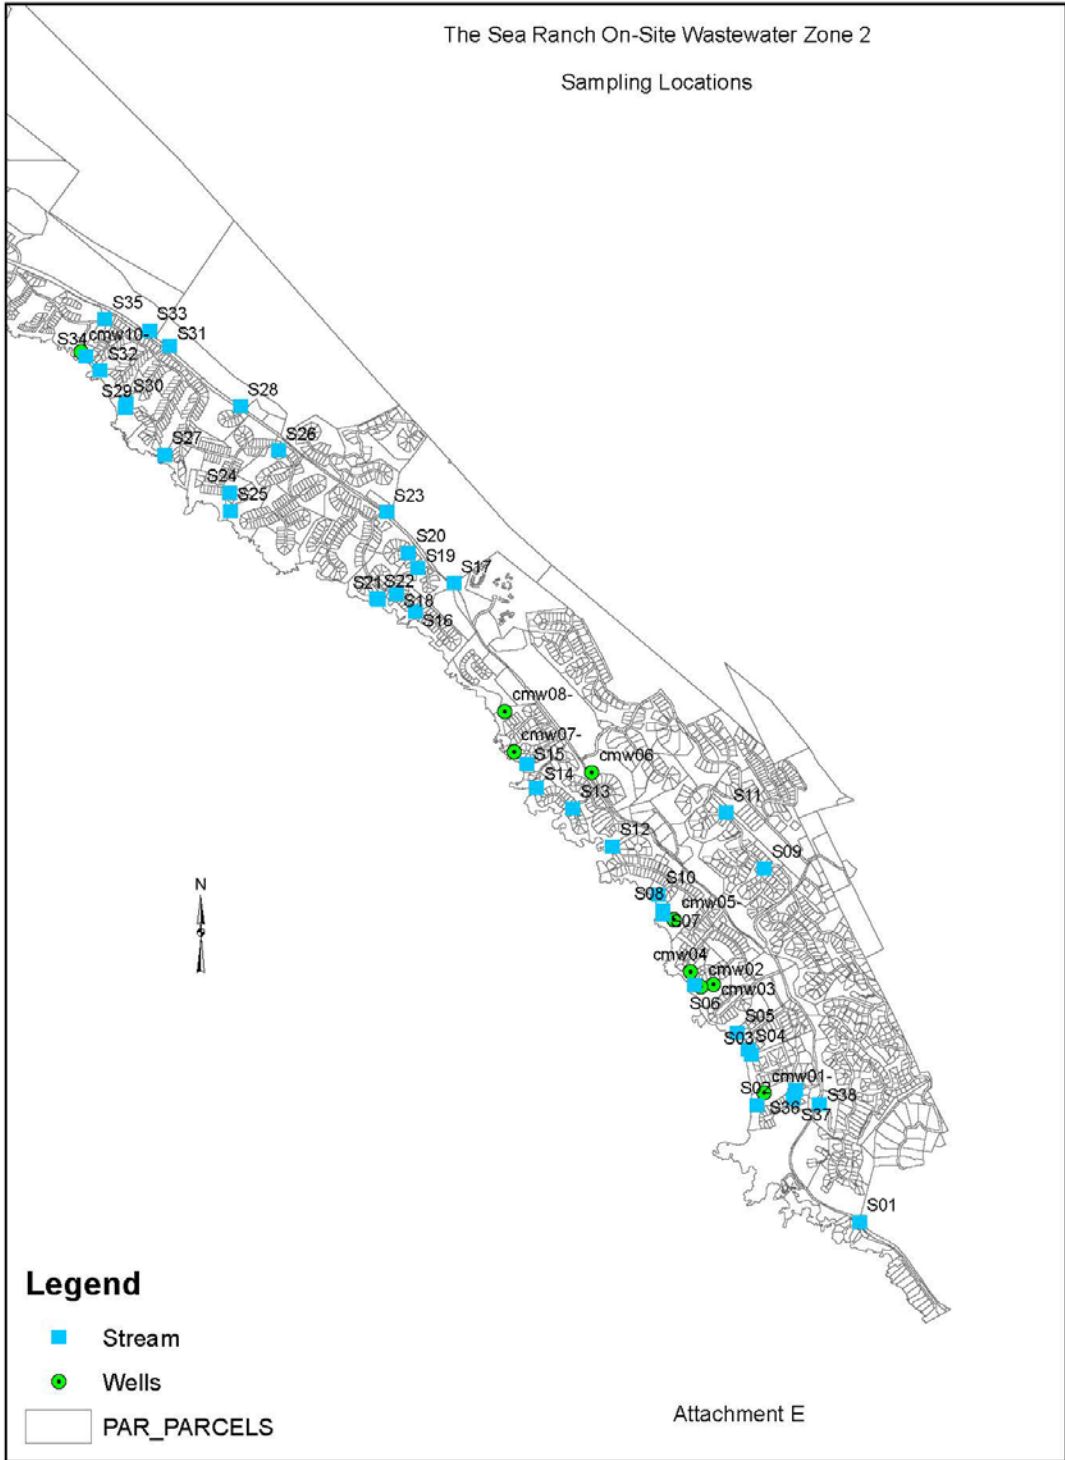 The Sea Ranch On-Site Wastewater Zone 2
Sampling Locations
S35
S33
S34
cmw10-
S31
S32
S30
S29
S28
S26
S27
S24
S25
S23
S20
S19
S17
S21
S22
S18
S16
cmw08-
cmw07-
S15
cmw06
S14
S13
S11
S12
S09
S10
S08
cmw05-
S07
cmw04
cmw02
cmw03
S06
S05
S03
S04
cmw01-
S02
S36
S38
S37
S01
N
Legend
Stream
Wells
PAR_PARCELS
Attachment E